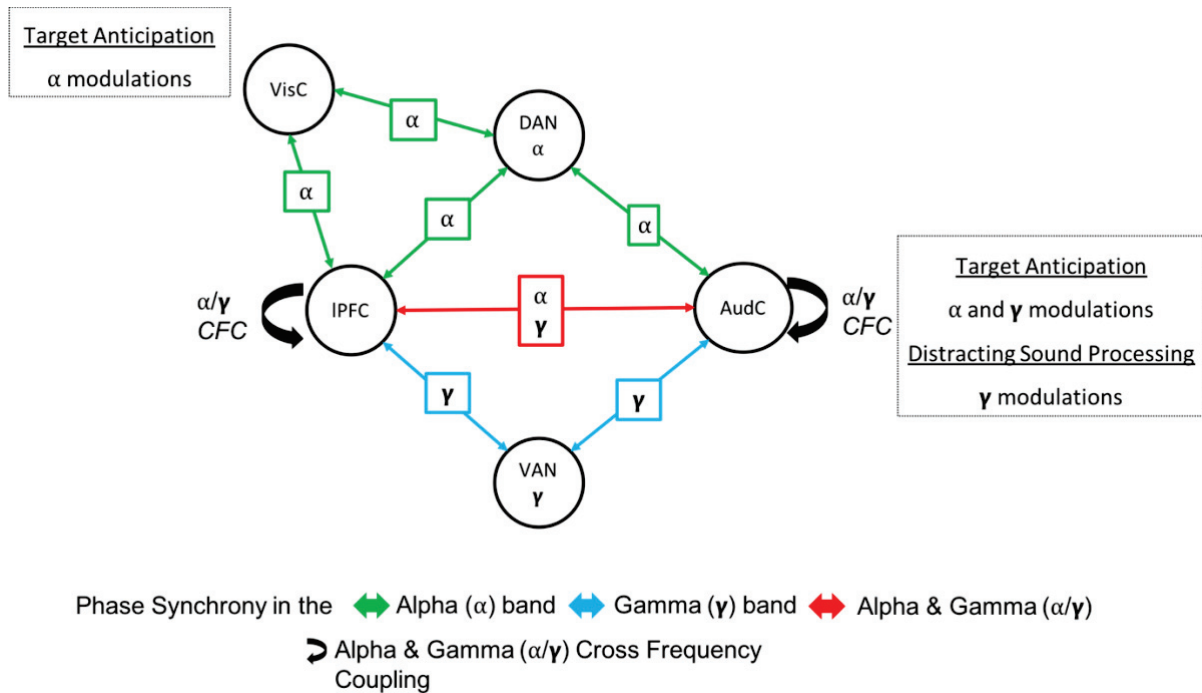 Target Anticipation
α modulations
VisC
α
DAN
α
α
α
α
lPFC
α/γ
CFC
α
γ
AudC
α/γ
CFC
Target Anticipation
α and γ modulations
Distracting Sound Processing
γ modulations
γ
γ
VAN
γ
Phase Synchrony in the Alpha (α) band Gamma (γ) band Alpha & Gamma (α/γ)
Alpha & Gamma (α/γ) Cross Frequency
Coupling